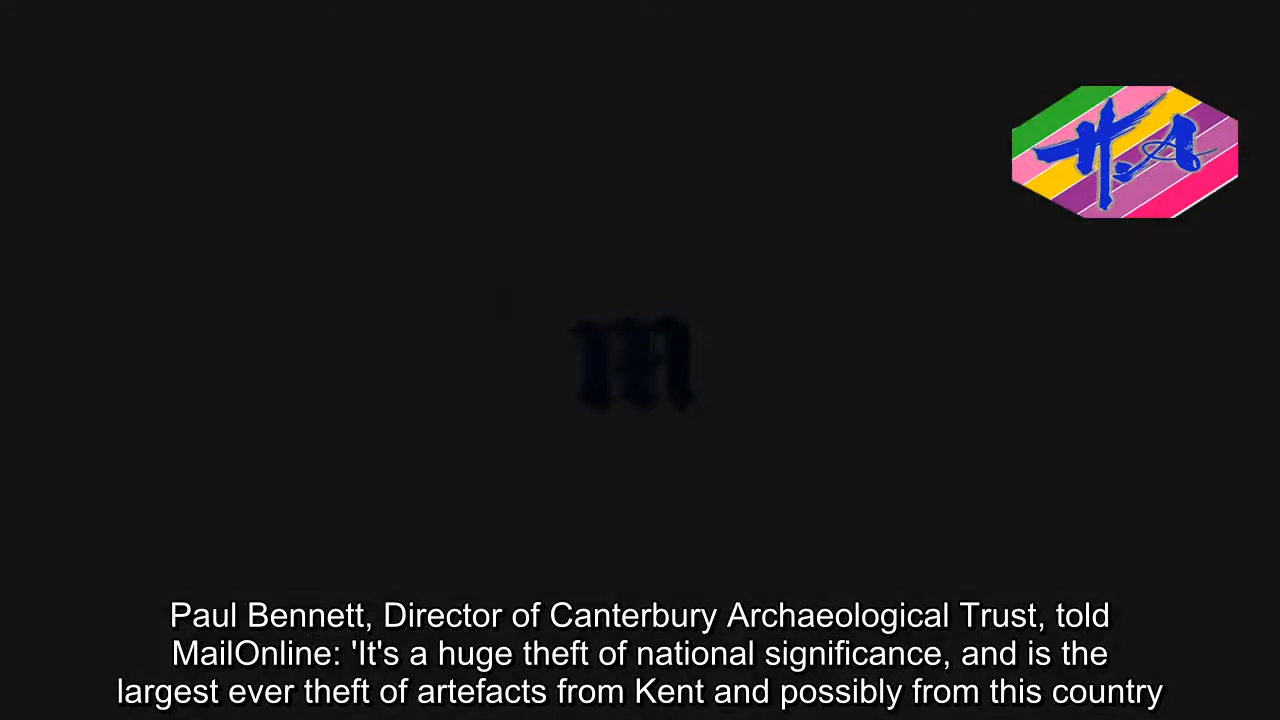 H.A
m
Paul Bennett, Director of Canterbury Archaeological Trust, told
MailOnline: 'It's a huge theft of national significance, and is the
largest ever theft of artefacts from Kent and possibly from this country